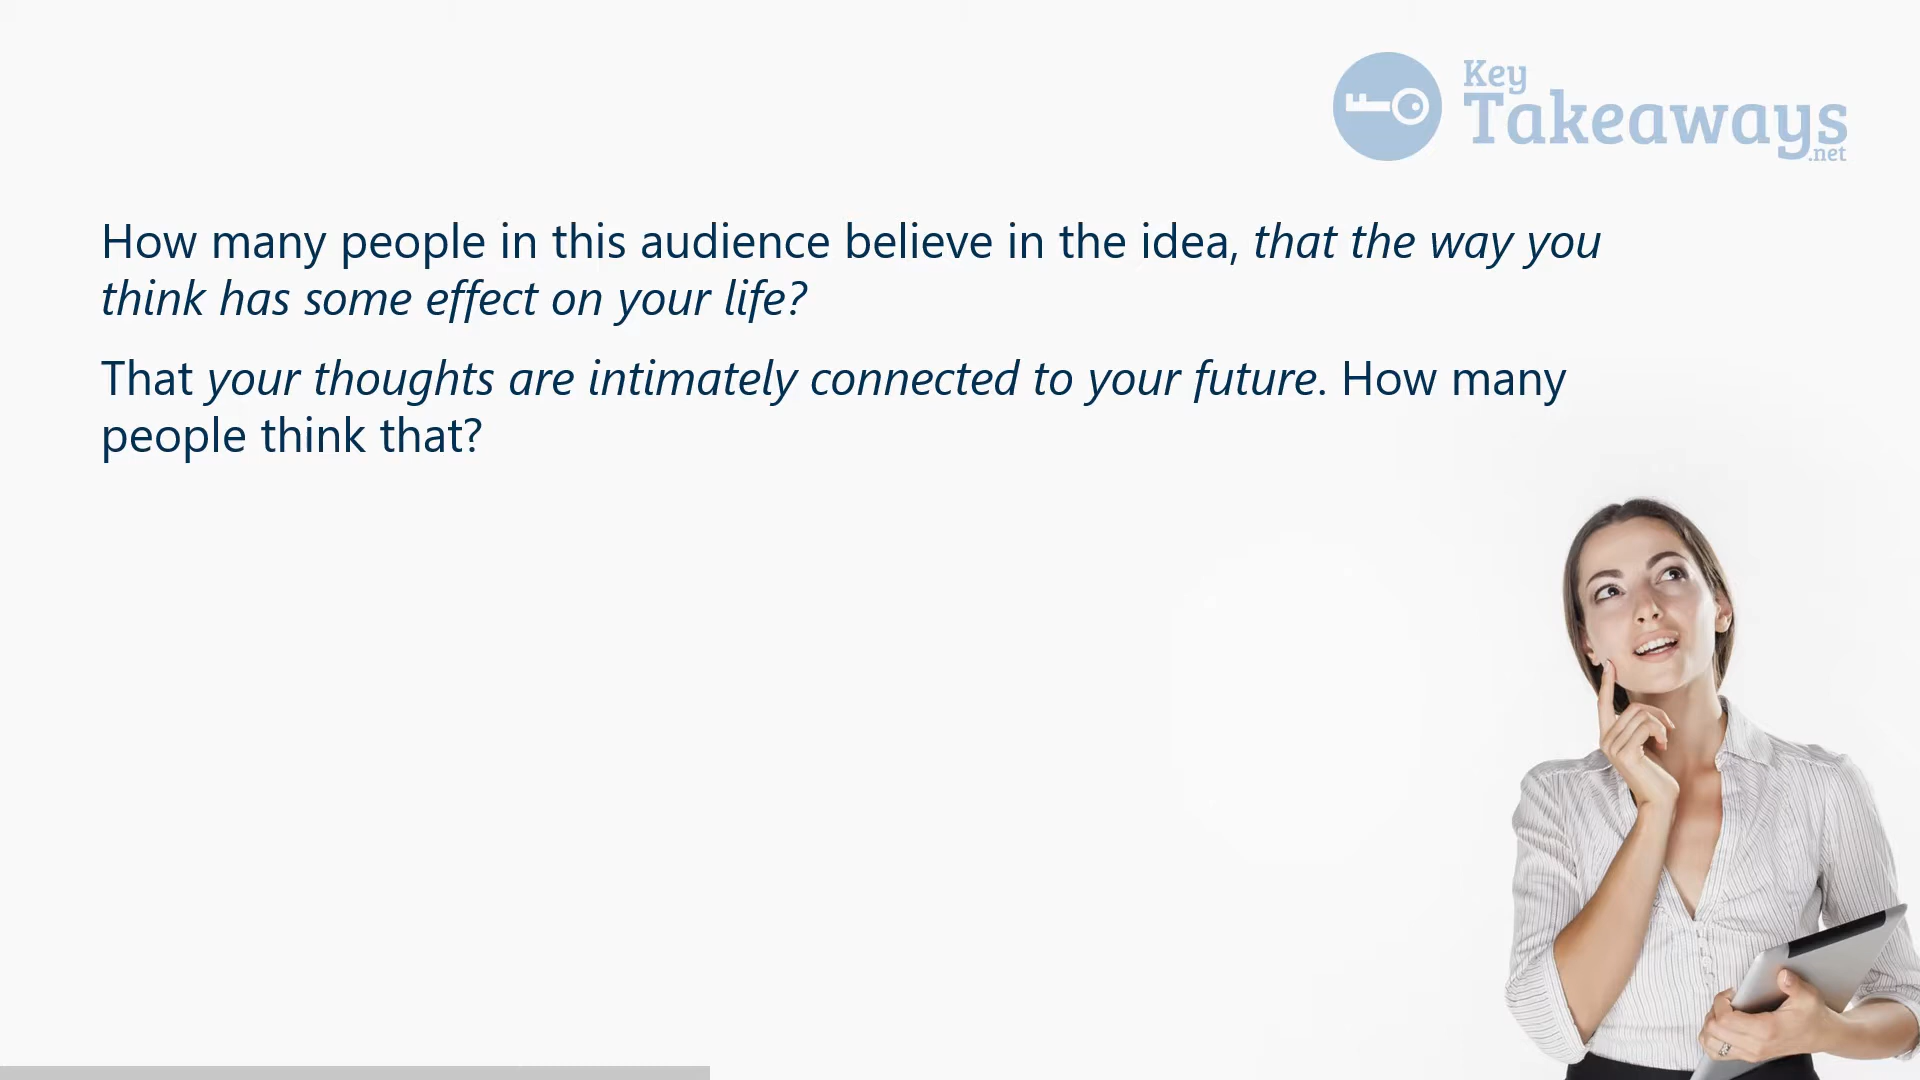 Key
Takeaways
.net
How many people in this audience believe in the idea, that the way you
think has some effect on your life?
That your thoughts are intimately connected to your future. How many
people think that?